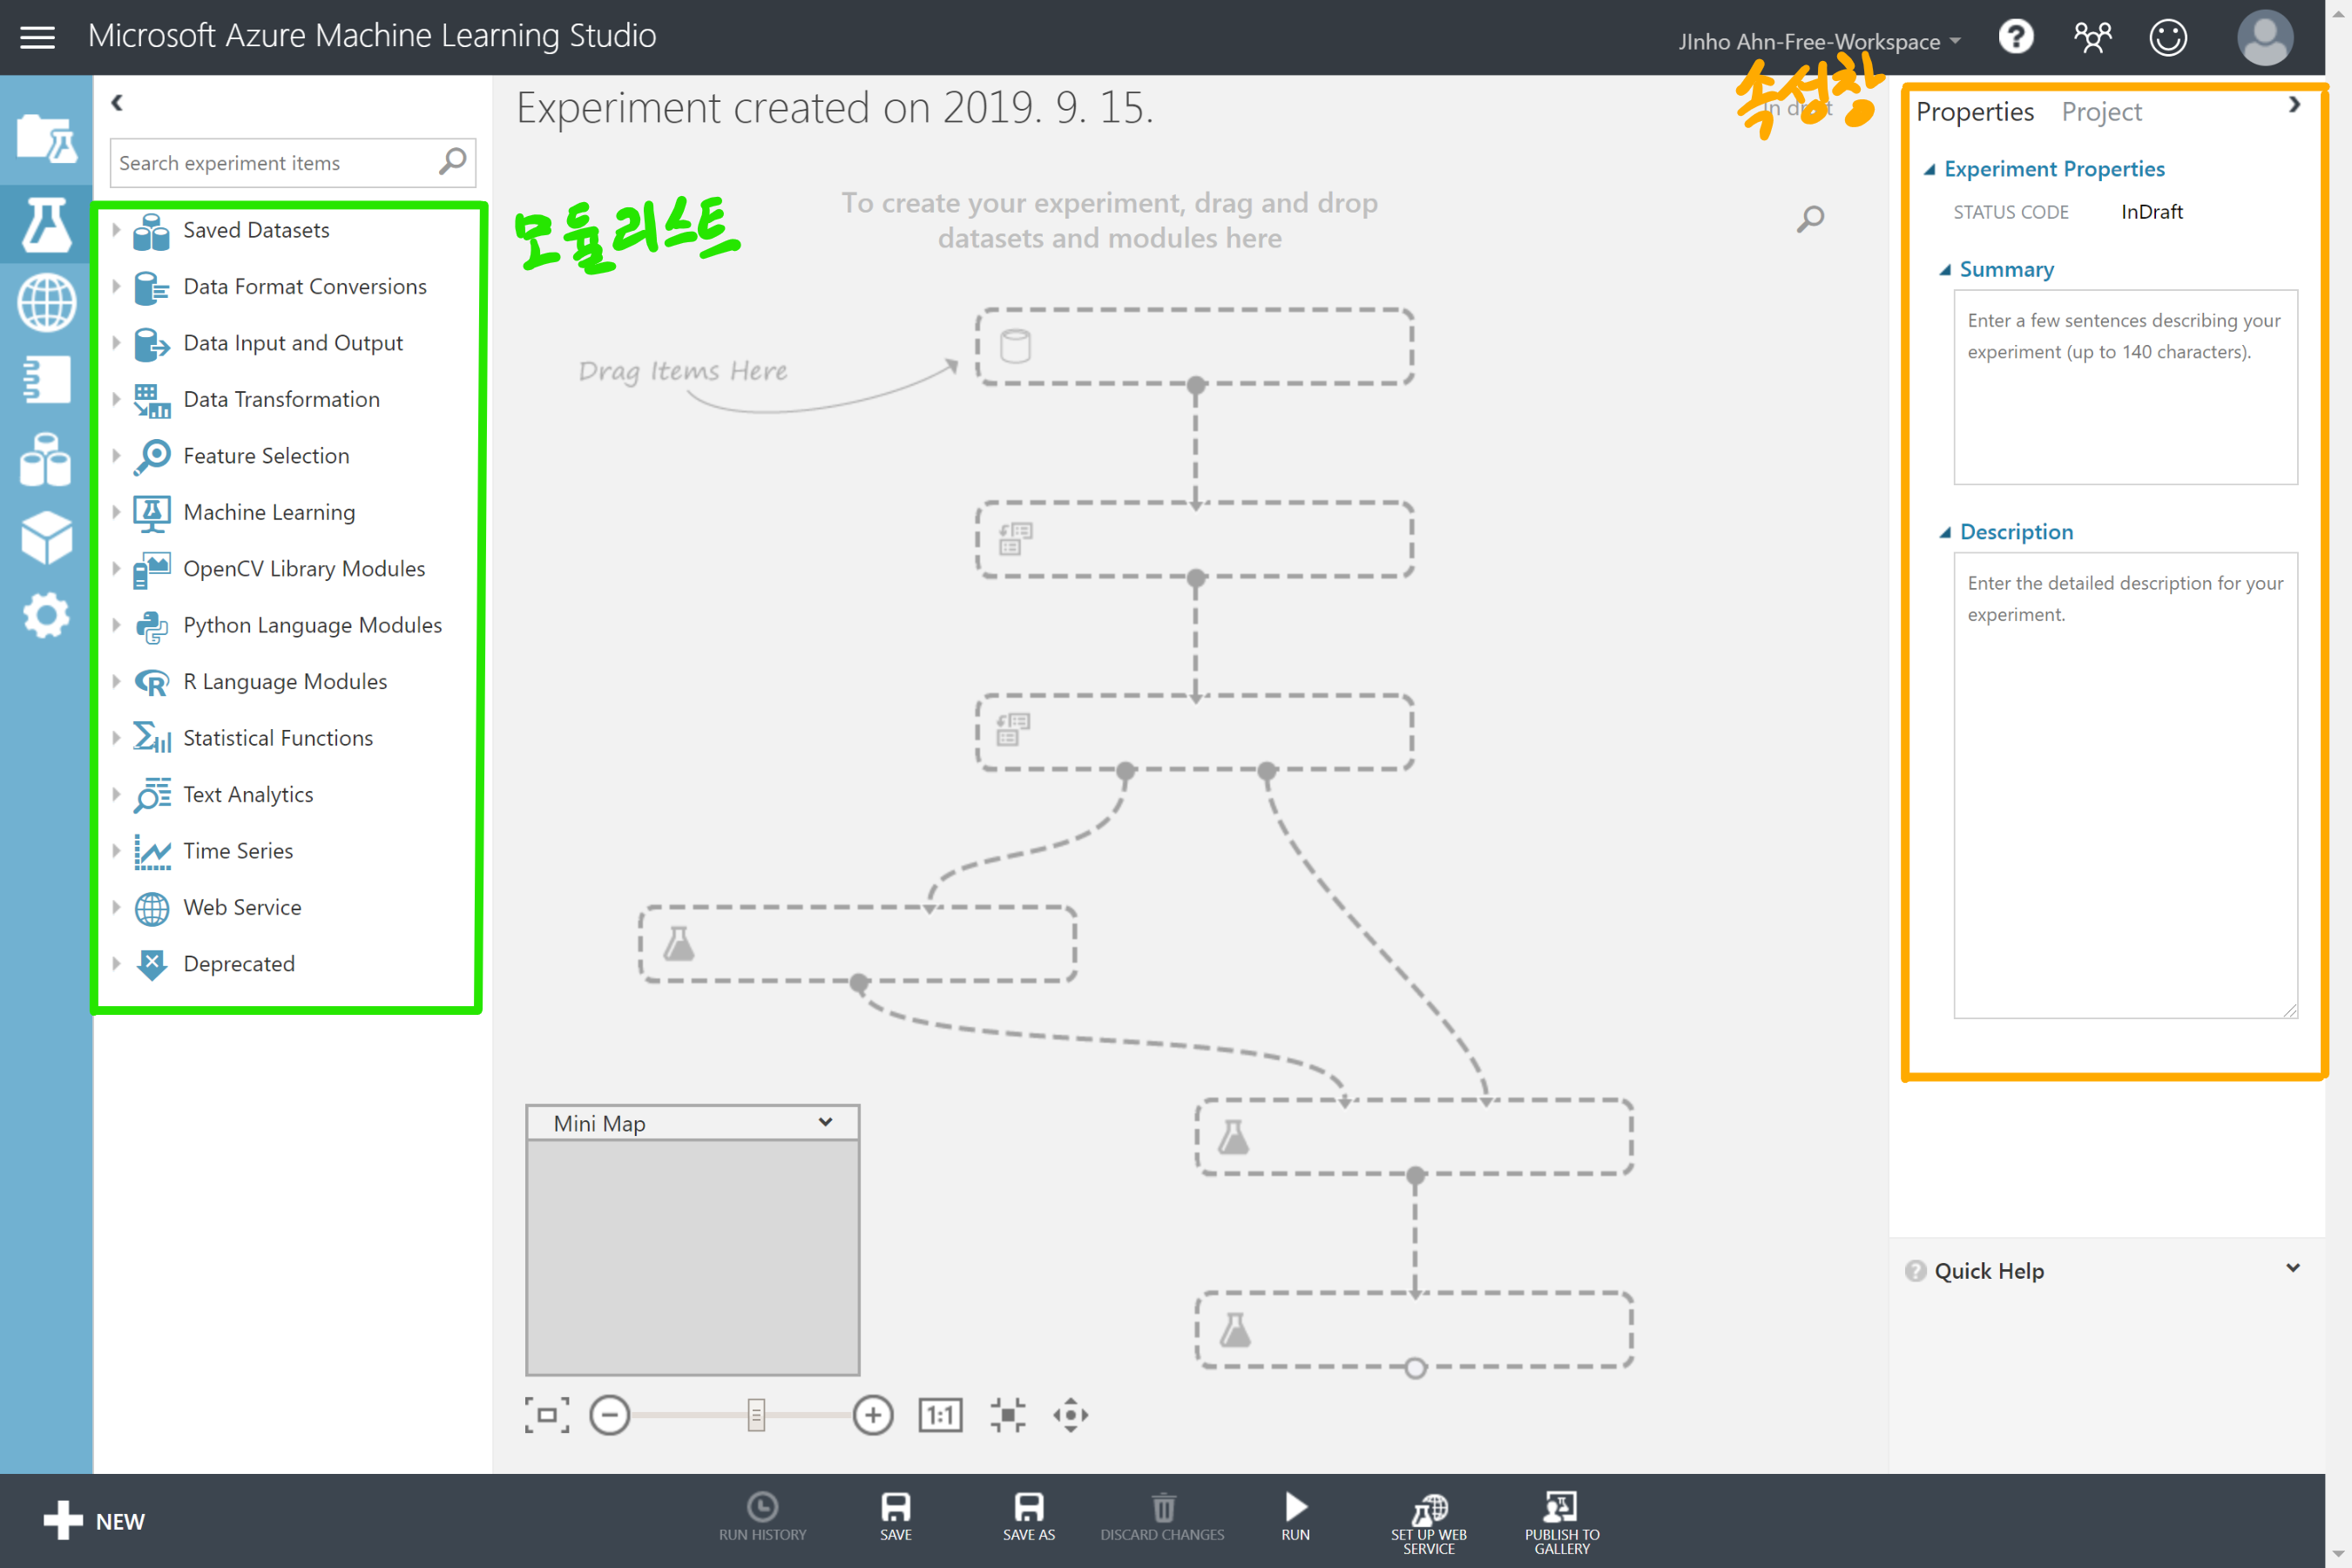 Microsoft Azure Machine Learning Studio
JInho Ahn-Free-Workspace
?
Search experiment items
Saved Datasets
Data Format Conversions
Data Input and Output
Data Transformation
Feature Selection
Machine Learning
OpenCV Library Modules
Python Language Modules
R Language Modules
Statistical Functions
Text Analytics
Time Series
Web Service
Deprecated
모듈리스트
Experiment created on 2019. 9. 15.
In draft
속성창
To create your experiment, drag and drop
datasets and modules here
Drag Items Here
Mini Map
1:1
Properties
Project
Experiment Properties
STATUS CODE
InDraft
Summary
Enter a few sentences describing your
experiment (up to 140 characters).
Description
Enter the detailed description for your
experiment.
? Quick Help
NEW
RUN HISTORY
SAVE
SAVE AS
DISCARD CHANGES
RUN
SET UP WEB
SERVICE
PUBLISH TO
GALLERY